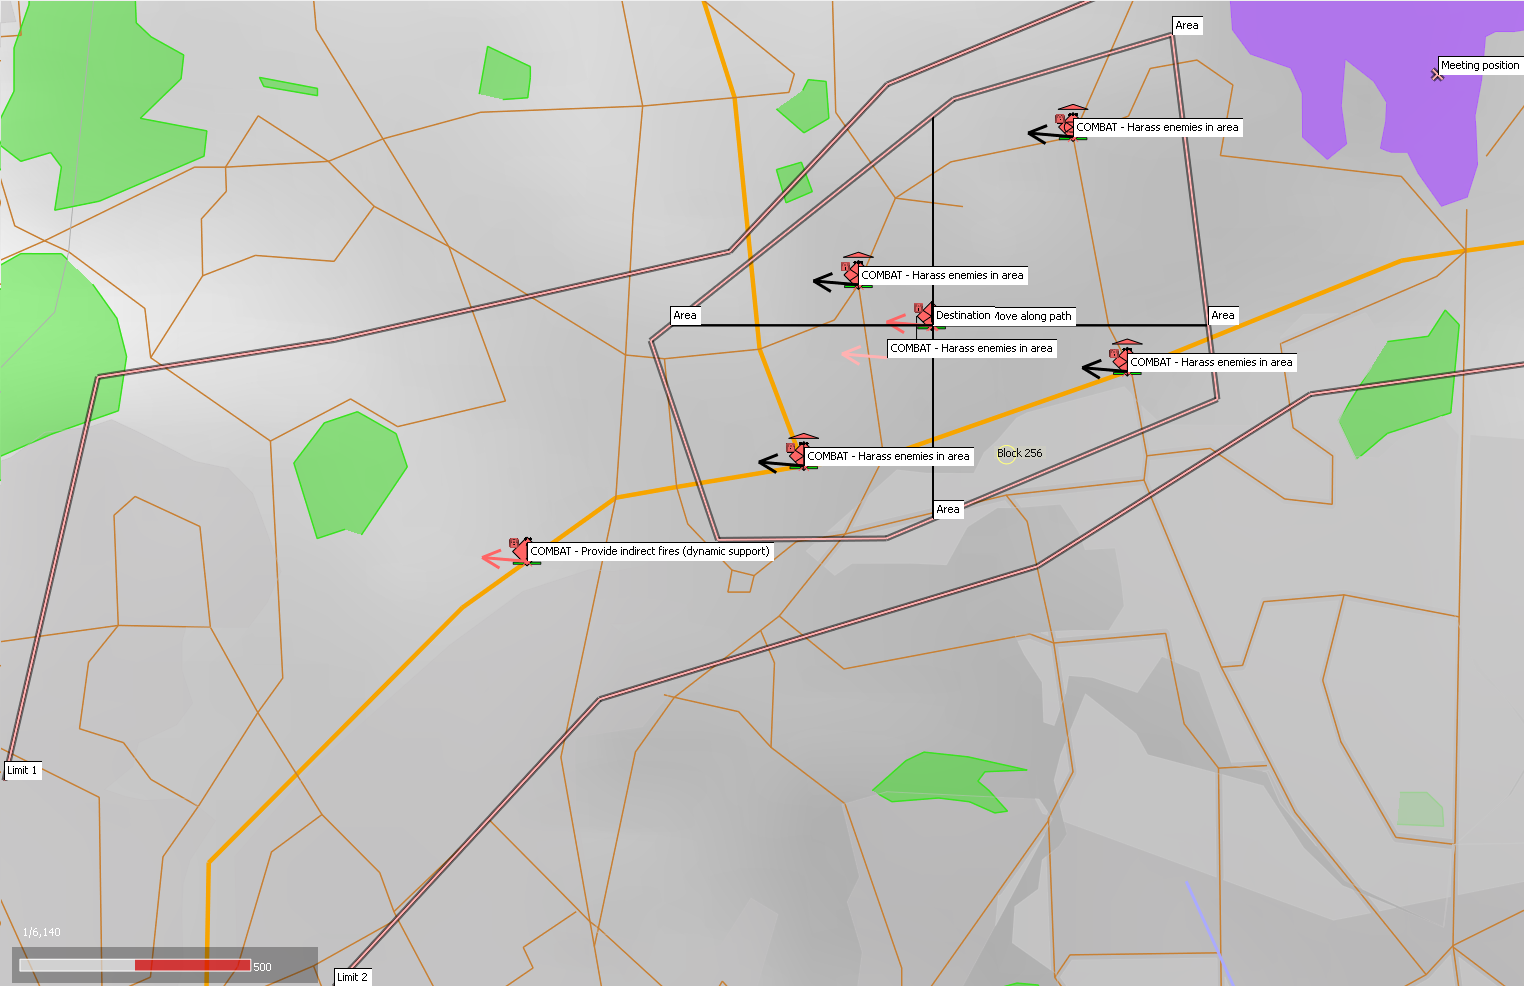 Area
Meeting position
COMBAT - Harass enemies in area
COMBAT - Harass enemies in area
Area
Destination
Move along path
Area
COMBAT - Harass enemies in area
COMBAT - Harass enemies in area
COMBAT - Harass enemies in area
Block 256
Area
COMBAT - Provide indirect fires (dynamic support)
Limit 1
1/6,140
500
Limit 2